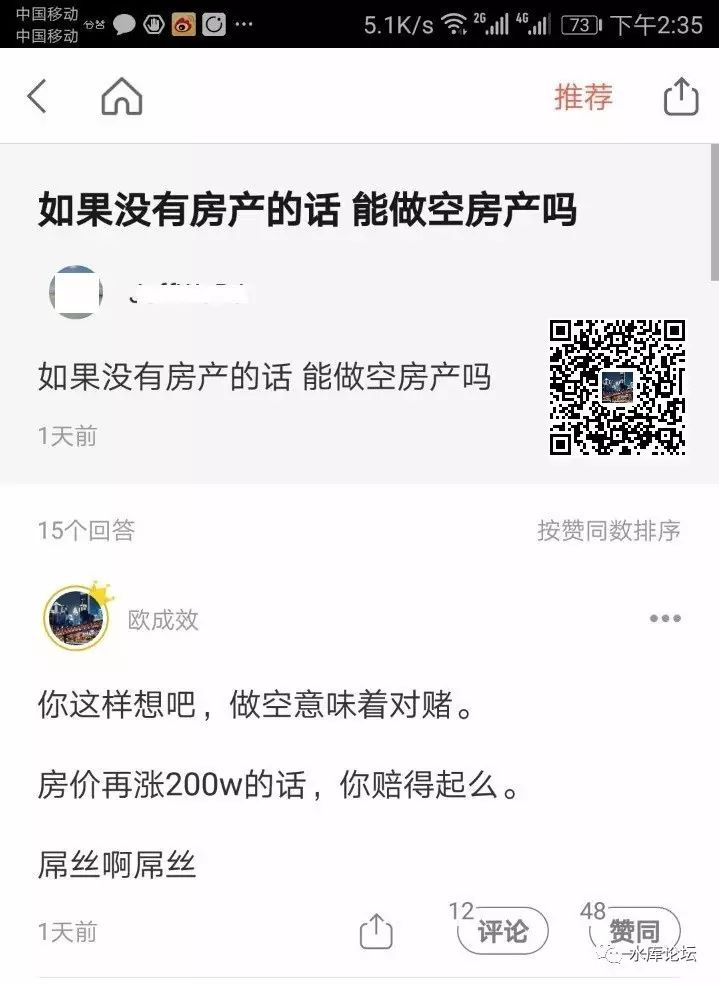 中国移动
中国移动
5.1K/s 2G 4G 73 下午2:35
推荐
如果没有房产的话 能做空房产吗
如果没有房产的话 能做空房产吗
1天前
15个回答
按赞同数排序
欧成效
你这样想吧，做空意味着对赌。
房价再涨200w的话，你赔得起么。
屌丝啊屌丝
1天前
12 评论
48 赞同
水库论坛